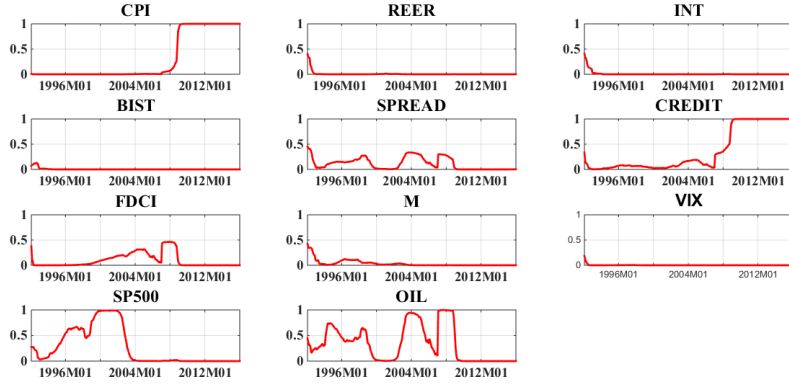 CPI REER INT
1 1 1
0.5 0.5 0.5
0 0 0
1996M01 2004M01 2012M01 1996M01 2004M01 2012M01 1996M01 2004M01 2012M01
BIST SPREAD CREDIT
1 1 1
0.5 0.5 0.5
0 0 0
1996M01 2004M01 2012M01 1996M01 2004M01 2012M01 1996M01 2004M01 2012M01
FDCI M VIX
1 1 1
0.5 0.5 0.5
0 0 0
1996M01 2004M01 2012M01 1996M01 2004M01 2012M01 1996M01 2004M01 2012M01
SP500 OIL
1 1
0.5 0.5
0 0
1996M01 2004M01 2012M01 1996M01 2004M01 2012M01